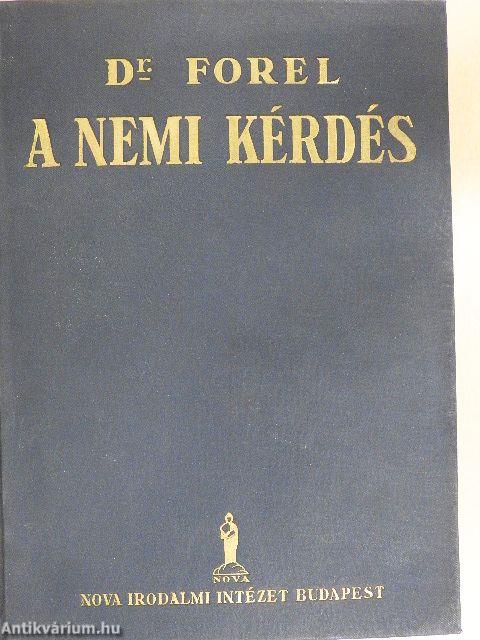 Dr. FOREL
A NEMI KÉRDÉS
NOVA
NOVA IRODALMI INTÉZET BUDAPEST
Antikvárium.hu